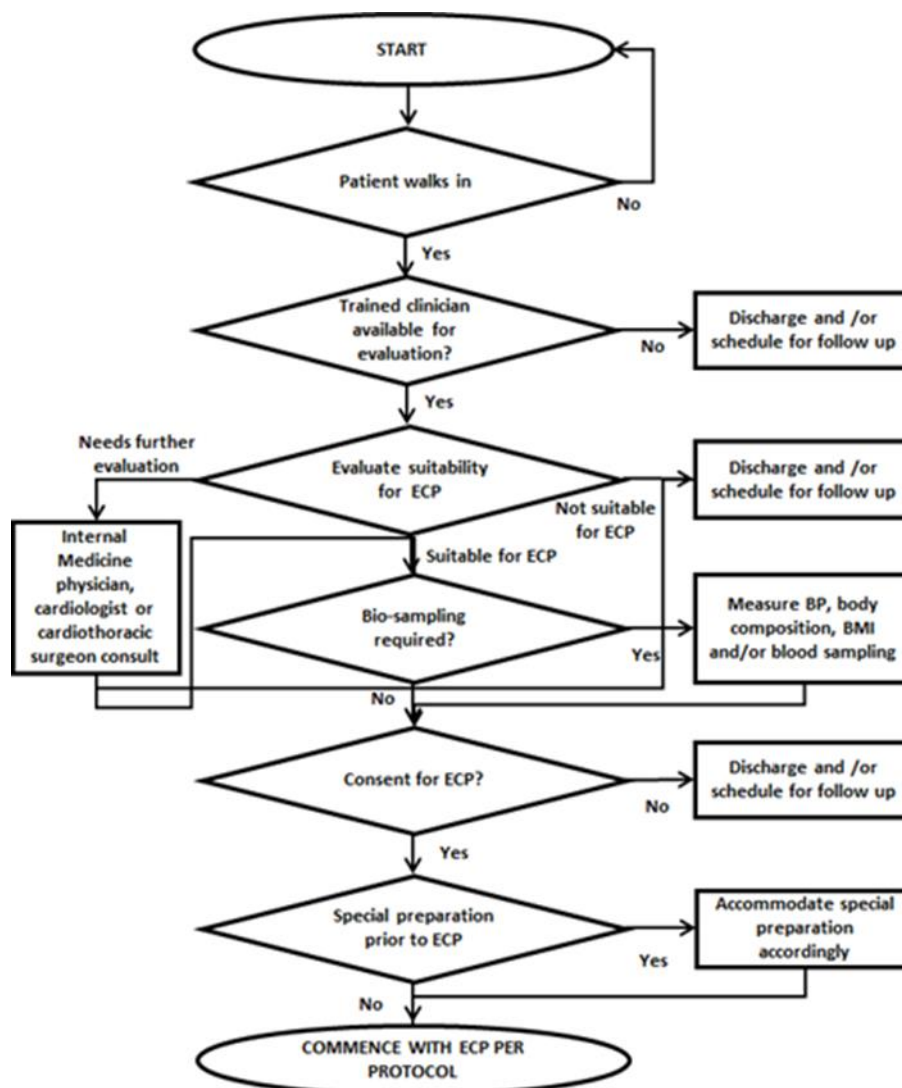 START
Patient walks in
No
Yes
Trained clinician
available for
evaluation?
No
Discharge and /or
schedule for follow up
Yes
Needs further
evaluation
Evaluate suitability
for ECP
Not suitable
for ECP
Discharge and /or
schedule for follow up
Internal
Medicine
physician,
cardiologist or
cardiothoracic
surgeon consult
Suitable for ECP
Bio-sampling
required?
Yes
Measure BP, body
composition, BMI
and/or blood sampling
No
Consent for ECP?
No
Discharge and /or
schedule for follow up
Yes
Special preparation
prior to ECP
Yes
Accommodate special
preparation
accordingly
No
COMMENCE WITH ECP PER
PROTOCOL